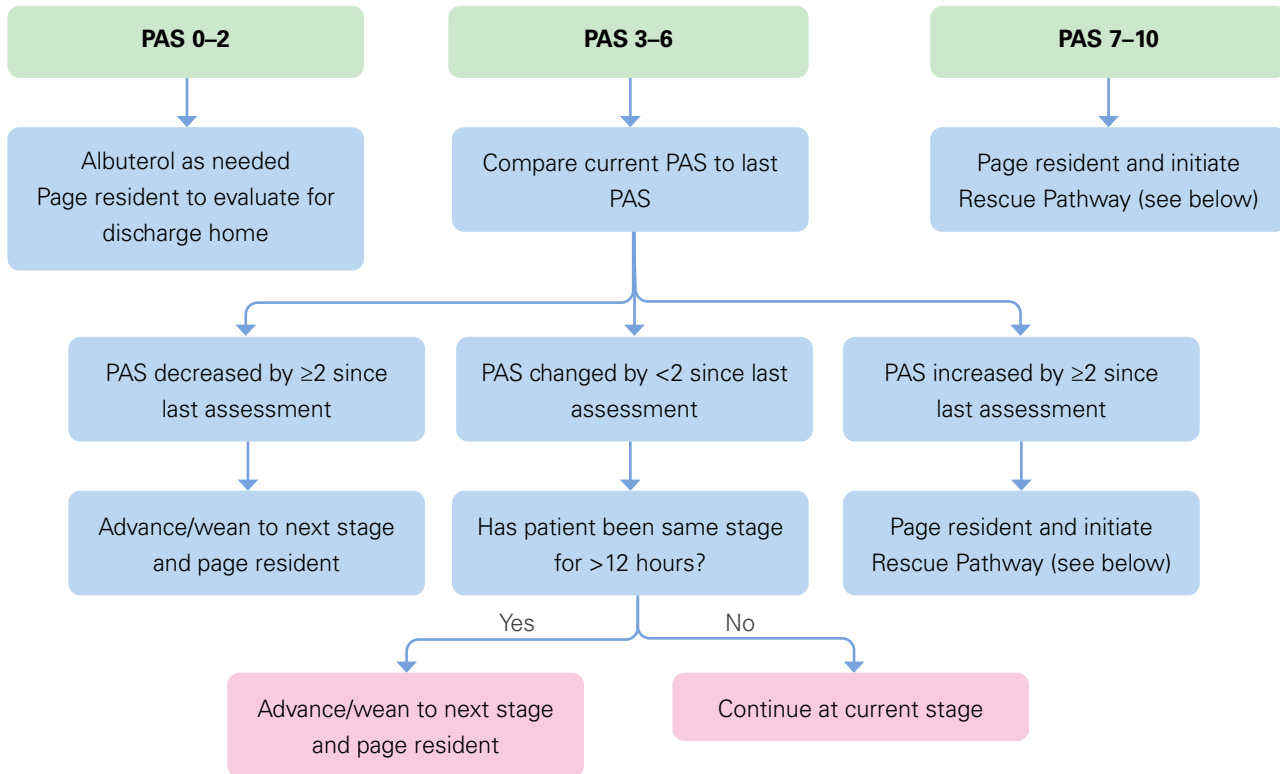 PAS 0–2
PAS 3–6
PAS 7–10
Albuterol as needed
Page resident to evaluate for
discharge home
Compare current PAS to last
PAS
Page resident and initiate
Rescue Pathway (see below)
PAS decreased by ≥2 since
last assessment
PAS changed by <2 since last
assessment
PAS increased by ≥2 since
last assessment
Advance/wean to next stage
and page resident
Has patient been same stage
for >12 hours?
Page resident and initiate
Rescue Pathway (see below)
Yes
No
Advance/wean to next stage
and page resident
Continue at current stage